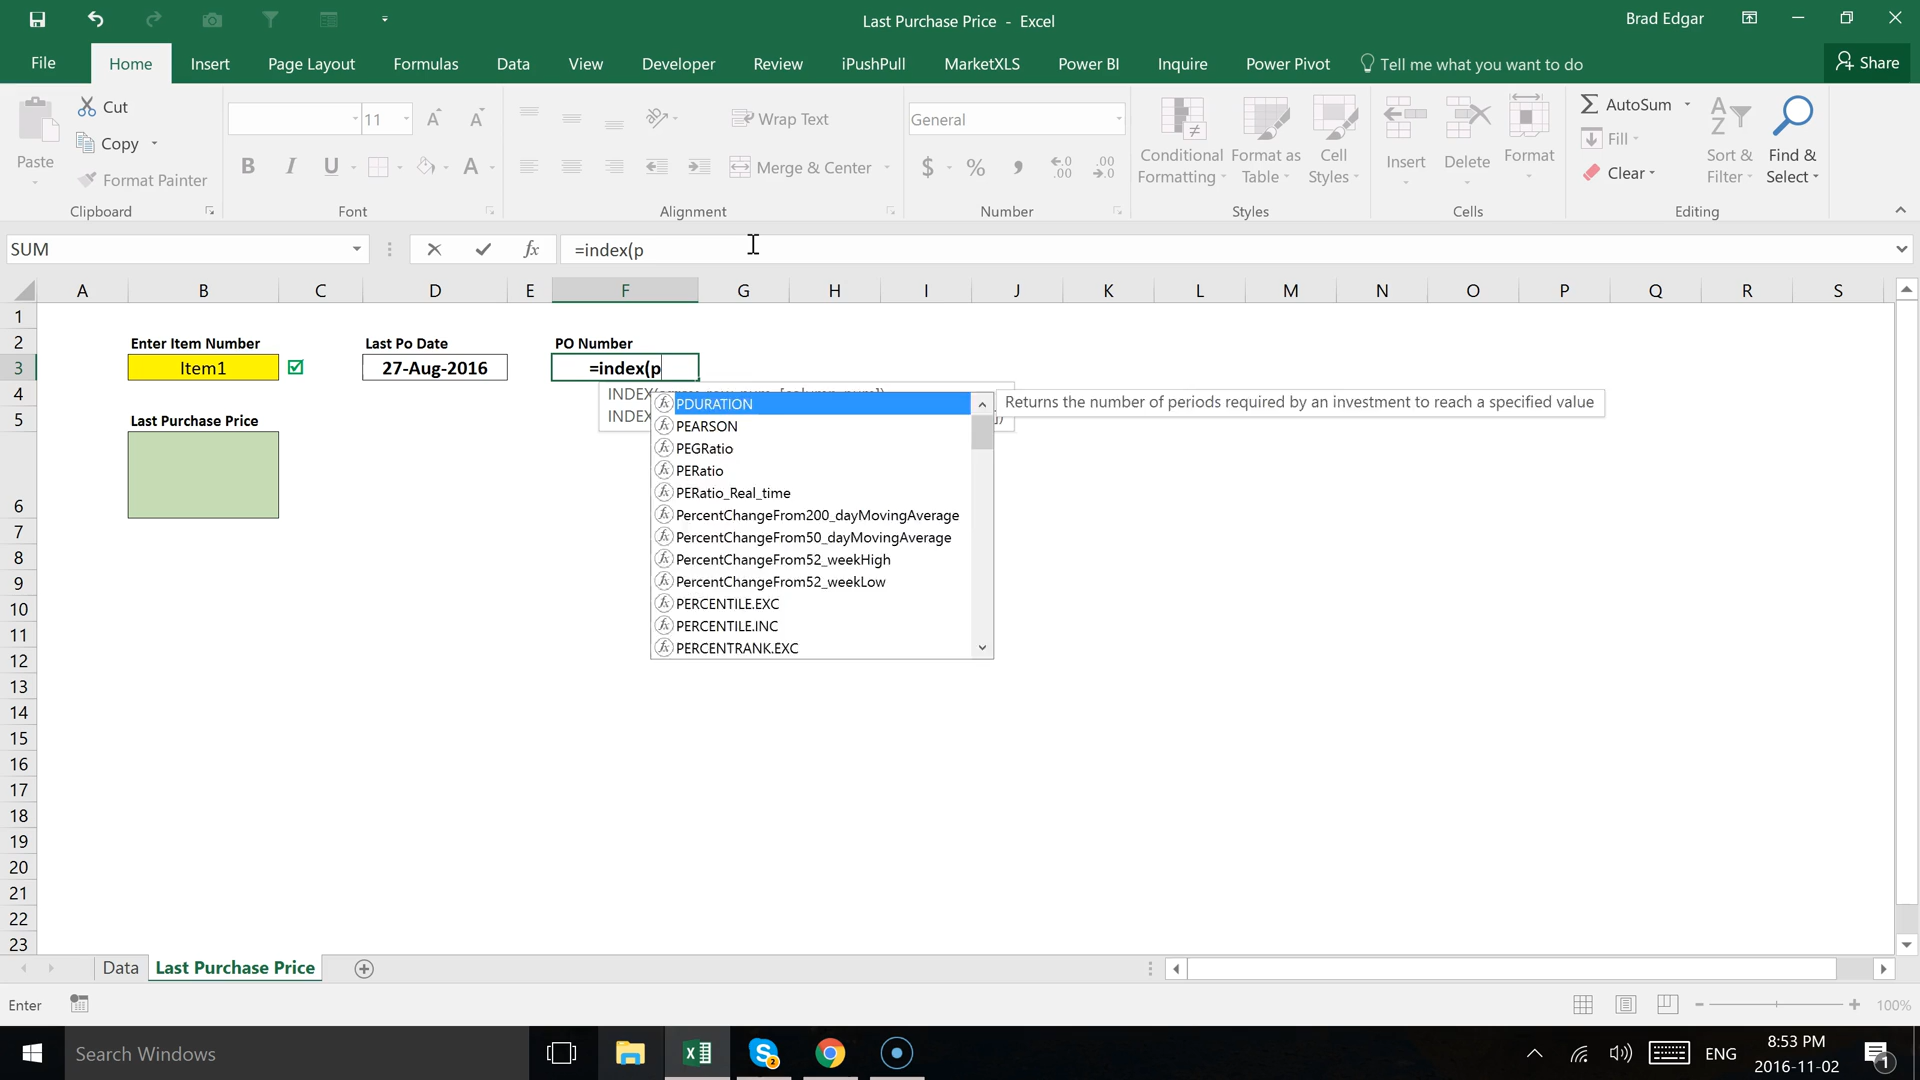 Last Purchase Price - Excel
Brad Edgar
File
Home
Insert
Page Layout
Formulas
Data
View
Developer
Review
iPushPull
MarketXLS
Power BI
Inquire
Power Pivot
Tell me what you want to do
Share
Paste
Cut
Copy
Format Painter
Clipboard
11
B I U
A
Font
Wrap Text
Merge & Center
Alignment
General
$ % ,
Number
Conditional Formatting
Format as Table
Cell Styles
Styles
Insert
Delete
Format
Cells
AutoSum
Fill
Clear
Sort & Filter
Find & Select
Editing
SUM
fx
=index(p
A B C D E F G H I J K L M N O P Q R S
1
2 Enter Item Number Last Po Date PO Number
3 Item1 27-Aug-2016 =index(p
4
5 Last Purchase Price
6
7
8
9
10
11
12
13
14
15
16
17
18
19
20
21
22
23
INDEX
INDEX
PDURATION
Returns the number of periods required by an investment to reach a specified value
PEARSON
PEGRatio
PERatio
PERatio_Real_time
PercentChangeFrom200_dayMovingAverage
PercentChangeFrom50_dayMovingAverage
PercentChangeFrom52_weekHigh
PercentChangeFrom52_weekLow
PERCENTILE.EXC
PERCENTILE.INC
PERCENTRANK.EXC
Data
Last Purchase Price
Enter
100%
Search Windows
2
ENG
8:53 PM
2016-11-02
1